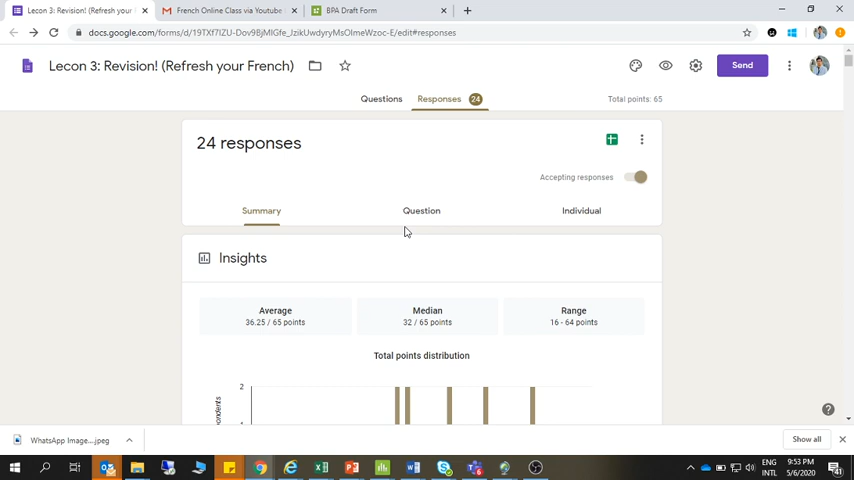 Lecon 3: Revision! (Refresh your
French Online Class via Youtube
BPA Draft Form
docs.google.com/forms/d/19TXf7IZU-Dov9BjMIGfe_JzikUwdyryMsOImeWzoc-E/edit#responses
Lecon 3: Revision! (Refresh your French)
Send
Questions
Responses 24
Total points: 65
24 responses
Accepting responses
Summary
Question
Individual
Insights
Average
36.25 / 65 points
Median
32 / 65 points
Range
16 - 64 points
Total points distribution
2
WhatsApp Image....jpeg
Show all
ENG
INTL
9:53 PM
5/6/2020
41